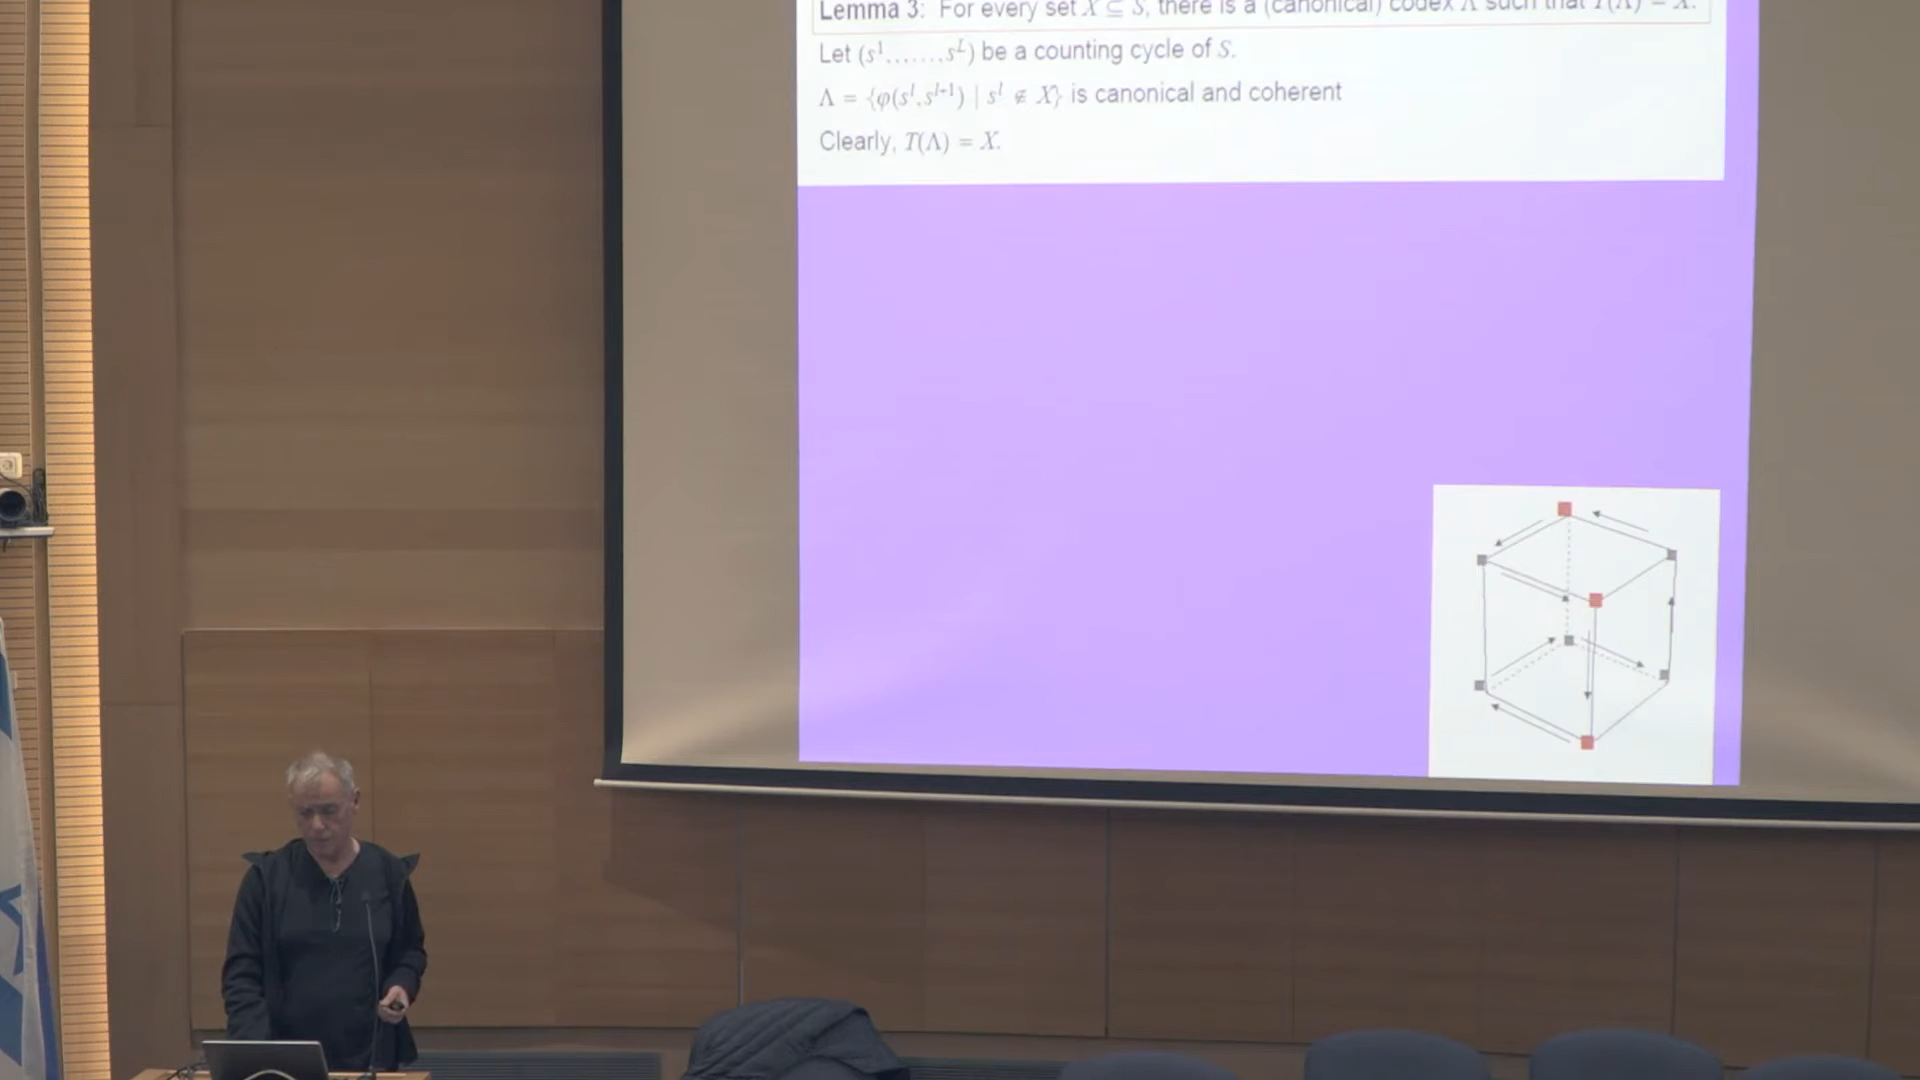 Lemma 3: For every set X ⊆ S, there is a (canonical) codex Λ such that T(Λ) = X.
Let (s¹,......,sᴸ) be a counting cycle of S.
Λ = {φ(sˡ,sˡ⁺¹) | sˡ ∉ X} is canonical and coherent
Clearly, T(Λ) = X.